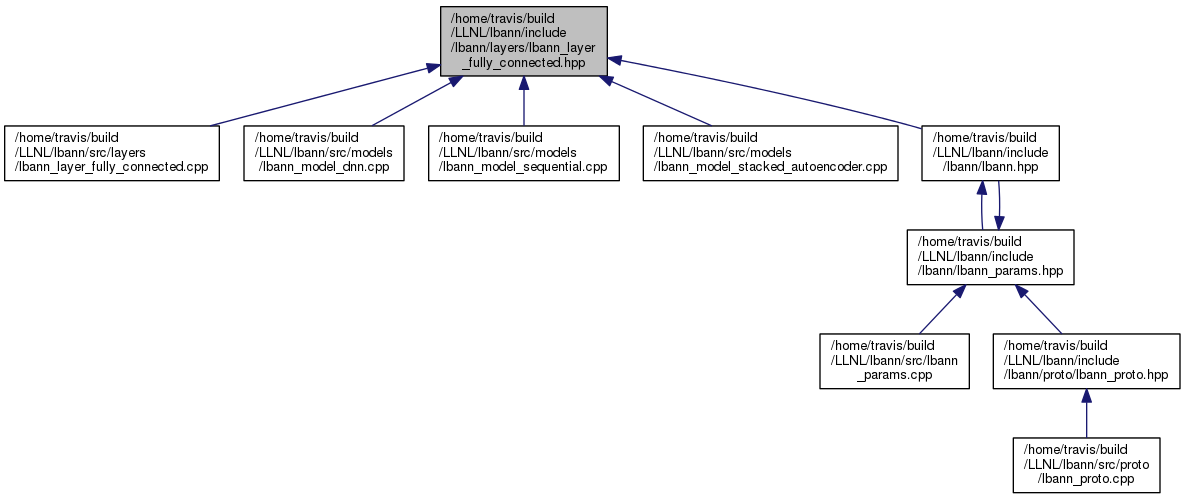 /home/travis/build
/LLNL/lbann/include
/lbann/layers/lbann_layer
_fully_connected.hpp
/home/travis/build
/LLNL/lbann/src/layers
/lbann_layer_fully_connected.cpp
/home/travis/build
/LLNL/lbann/src/models
/lbann_model_dnn.cpp
/home/travis/build
/LLNL/lbann/src/models
/lbann_model_sequential.cpp
/home/travis/build
/LLNL/lbann/src/models
/lbann_model_stacked_autoencoder.cpp
/home/travis/build
/LLNL/lbann/include
/lbann/lbann.hpp
/home/travis/build
/LLNL/lbann/include
/lbann/lbann_params.hpp
/home/travis/build
/LLNL/lbann/src/lbann
_params.cpp
/home/travis/build
/LLNL/lbann/include
/lbann/proto/lbann_proto.hpp
/home/travis/build
/LLNL/lbann/src/proto
/lbann_proto.cpp